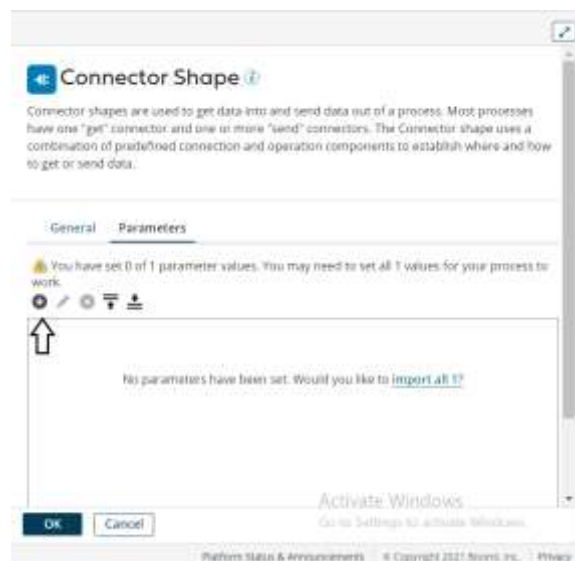 Connector Shape
Connector shapes are used to get data into and send data out of a process. Most processes
have one "get" connector and one or more "send" connectors. The Connector shape uses a
combination of predefined connection and operation components to establish where and how
to get or send data.
General Parameters
You have set 0 of 1 parameter values. You may need to set all 1 values for your process to
work.
No parameters have been set. Would you like to import all 1?
Activate Windows
Go to Settings to activate Windows.
OK Cancel
Platform Status & Announcements © Copyright 2021 Boomi, Inc. Privacy